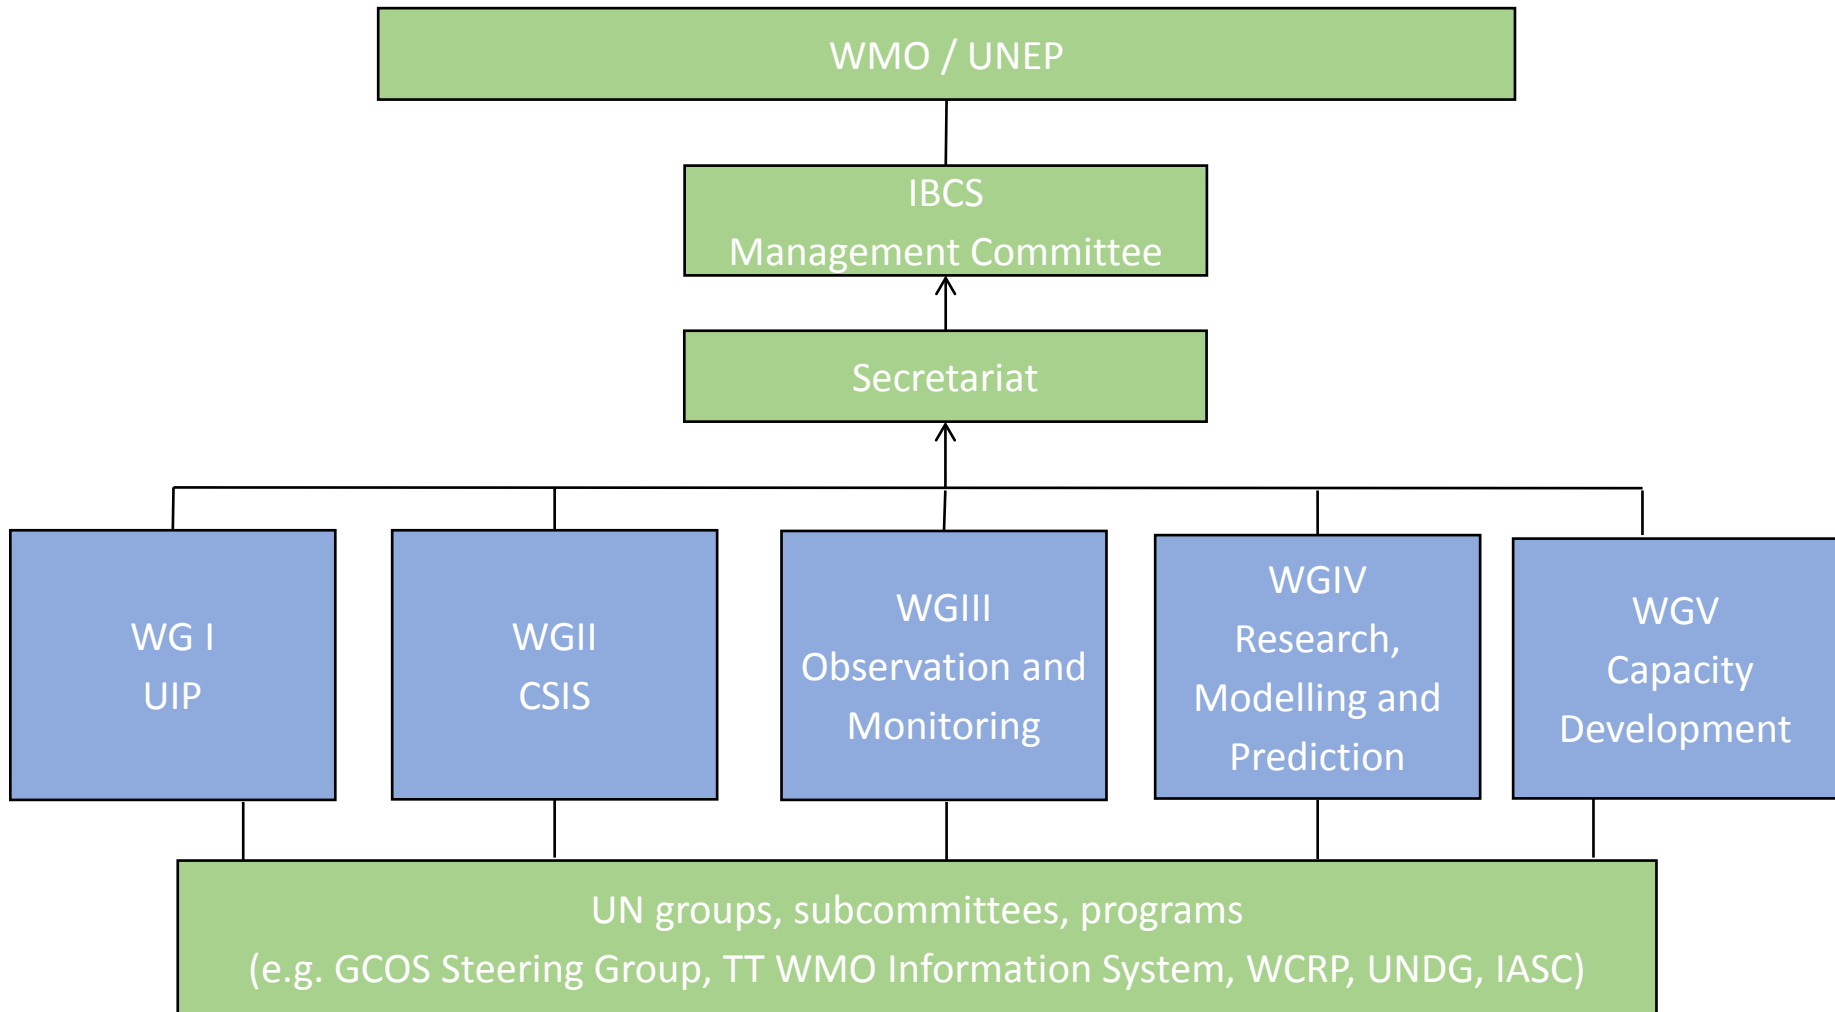 WMO / UNEP
IBCS
Management Committee
Secretariat
WG I
UIP
WGII
CSIS
WGIII
Observation and
Monitoring
WGIV
Research,
Modelling and
Prediction
WGV
Capacity
Development
UN groups, subcommittees, programs
(e.g. GCOS Steering Group, TT WMO Information System, WCRP, UNDG, IASC)